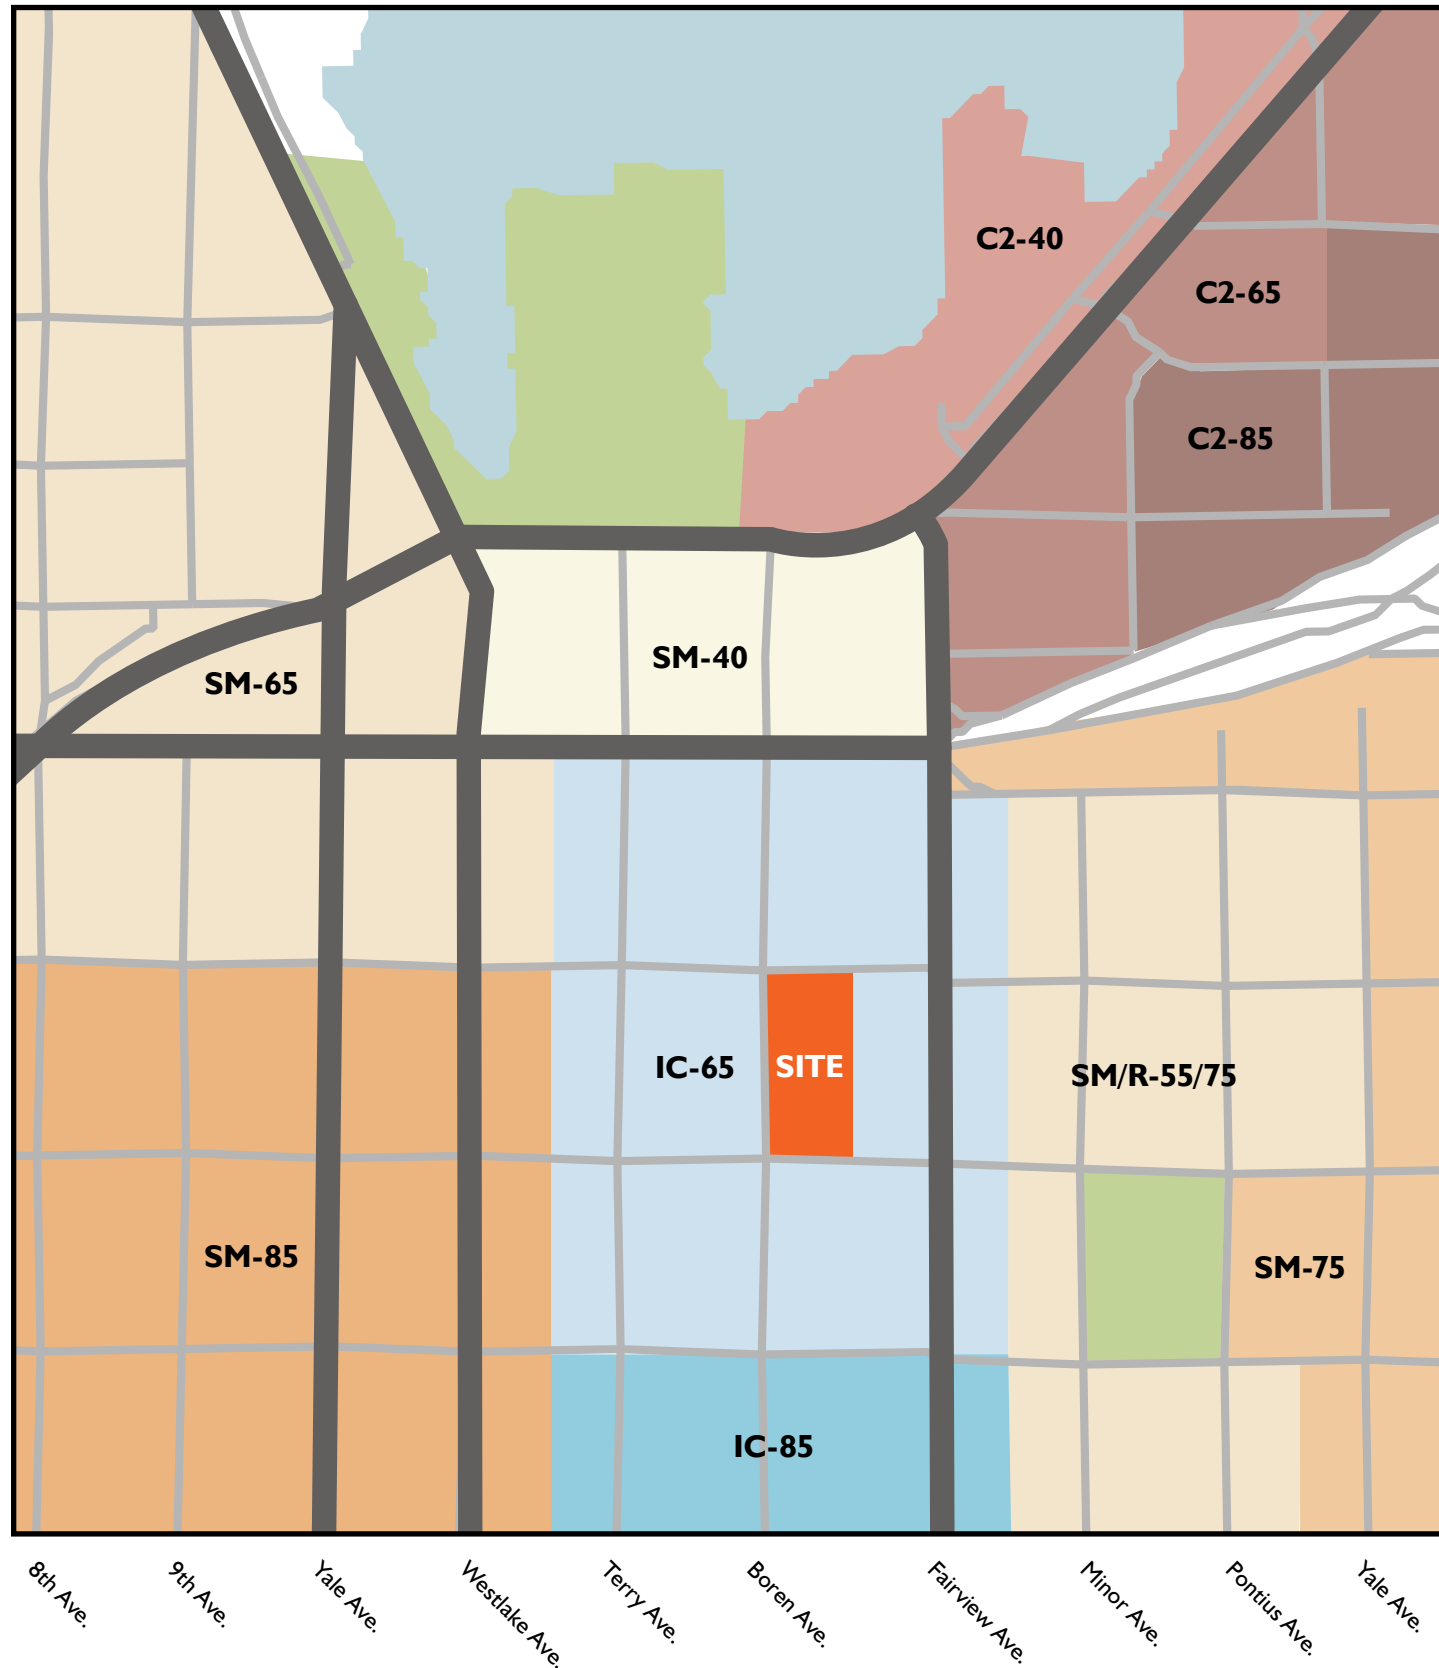 C2-40
C2-65
C2-85
SM-40
SM-65
IC-65
SITE
SM/R-55/75
SM-85
SM-75
IC-85
8th Ave.
9th Ave.
Yale Ave.
Westlake Ave.
Terry Ave.
Boren Ave.
Fairview Ave.
Minor Ave.
Pontius Ave.
Yale Ave.